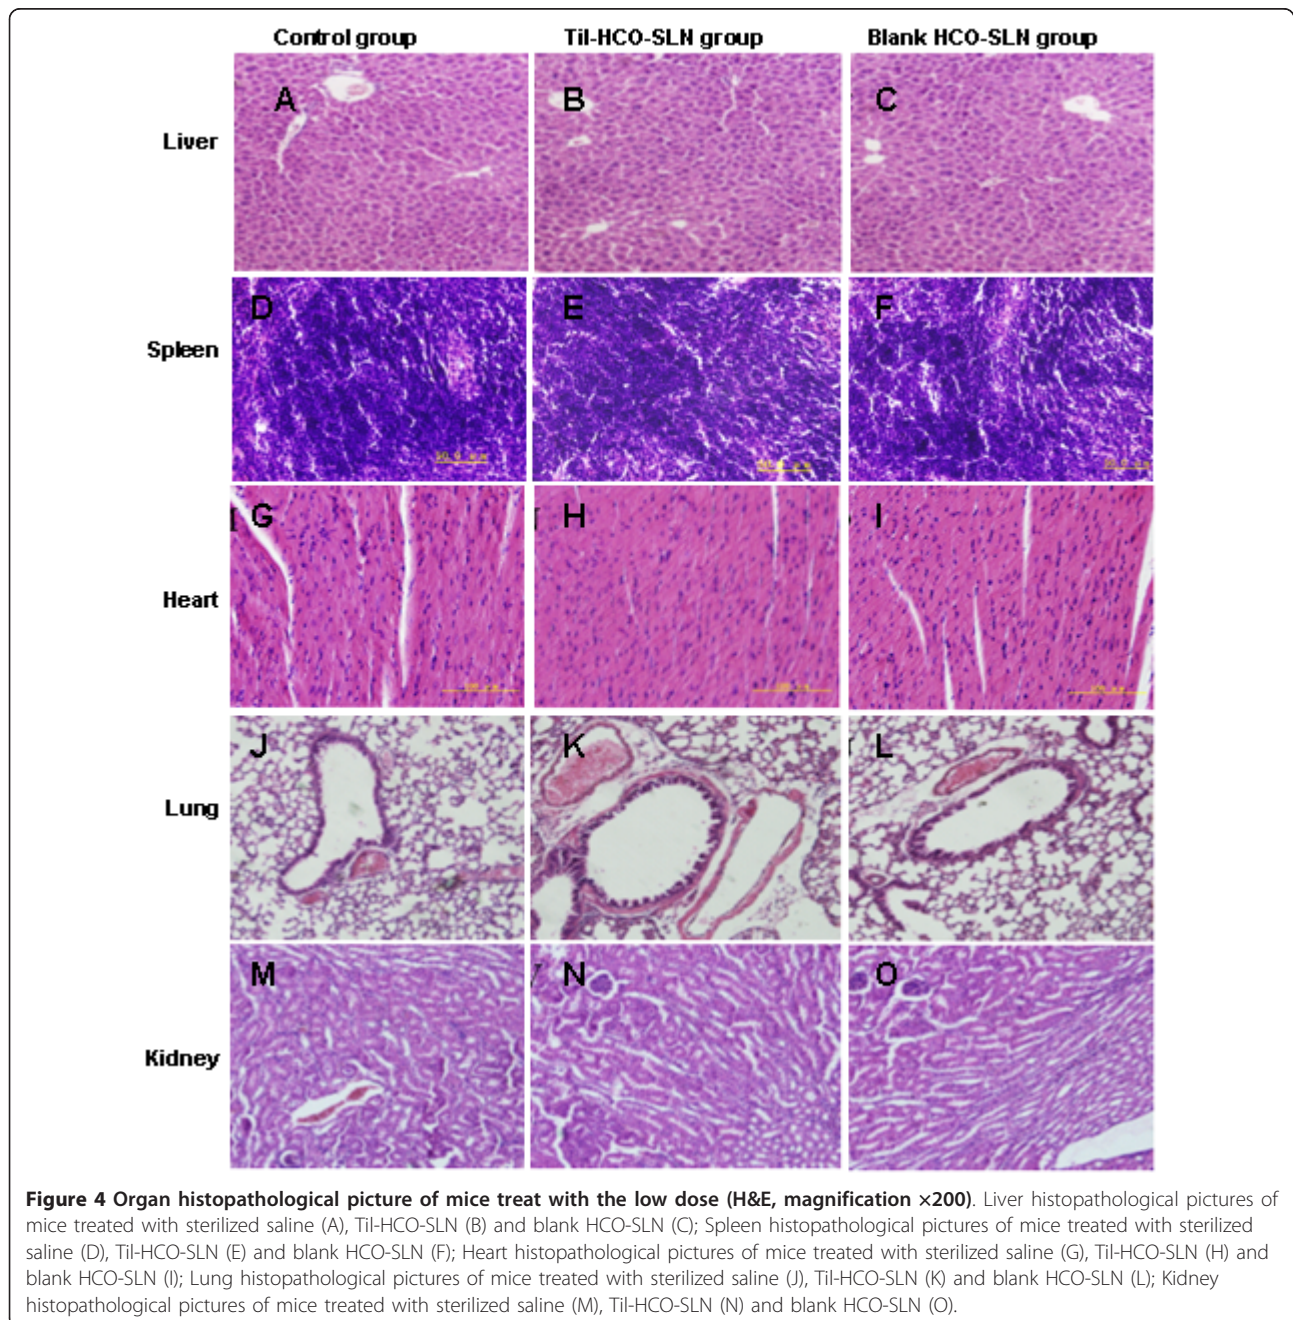 Control group Til-HCO-SLN group Blank HCO-SLN group
A B C
Liver
D E F
Spleen
50.0 µm
G H I
Heart
J K L
Lung
M N O
Kidney
Figure 4 Organ histopathological picture of mice treat with the low dose (H&E, magnification ×200). Liver histopathological pictures of
mice treated with sterilized saline (A), Til-HCO-SLN (B) and blank HCO-SLN (C); Spleen histopathological pictures of mice treated with sterilized
saline (D), Til-HCO-SLN (E) and blank HCO-SLN (F); Heart histopathological pictures of mice treated with sterilized saline (G), Til-HCO-SLN (H) and
blank HCO-SLN (I); Lung histopathological pictures of mice treated with sterilized saline (J), Til-HCO-SLN (K) and blank HCO-SLN (L); Kidney
histopathological pictures of mice treated with sterilized saline (M), Til-HCO-SLN (N) and blank HCO-SLN (O).